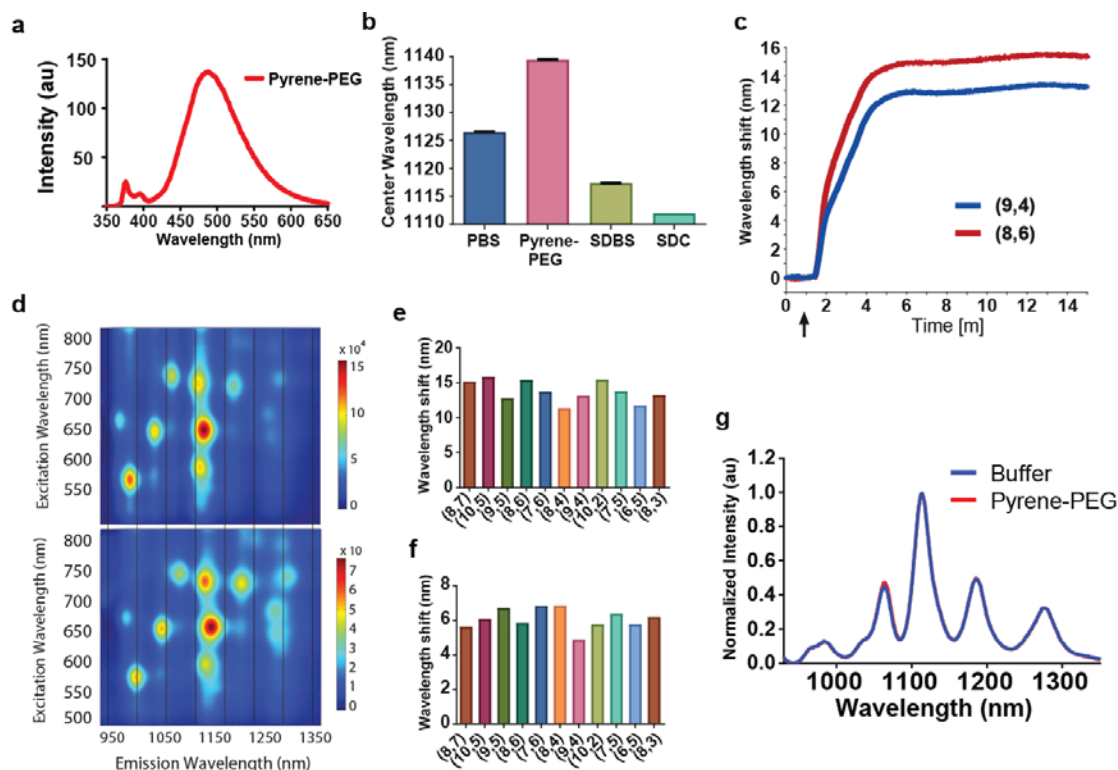 a
150
100
50
Intensity (au)
Pyrene-PEG
350 400 450 500 550 600 650
Wavelength (nm)
b
1140
1135
1130
1125
1120
1115
1110
Center Wavelength (nm)
PBS Pyrene-PEG SDBS SDC
c
16
14
12
10
8
6
4
2
0
Wavelength shift (nm)
(9,4)
(8,6)
0 2 4 6 8 10 12 14
Time [m]
d
800
750
700
650
600
550
Excitation Wavelength (nm)
x 10⁴
15
10
5
0
800
750
700
650
600
550
500
Excitation Wavelength (nm)
x 10
7
6
5
4
3
2
1
0
950 1050 1150 1250 1350
Emission Wavelength (nm)
e
20
15
10
5
0
Wavelength shift (nm)
(8,7) (10,5) (9,5) (8,6) (7,6) (8,4) (9,4) (10,2) (7,5) (6,5) (8,3)
f
8
6
4
2
0
Wavelength shift (nm)
(8,7) (10,5) (9,5) (8,6) (7,6) (8,4) (9,4) (10,2) (7,5) (6,5) (8,3)
g
1.2
1.0
0.8
0.6
0.4
0.2
0.0
Normalized Intensity (au)
Buffer
Pyrene-PEG
1000 1100 1200 1300
Wavelength (nm)